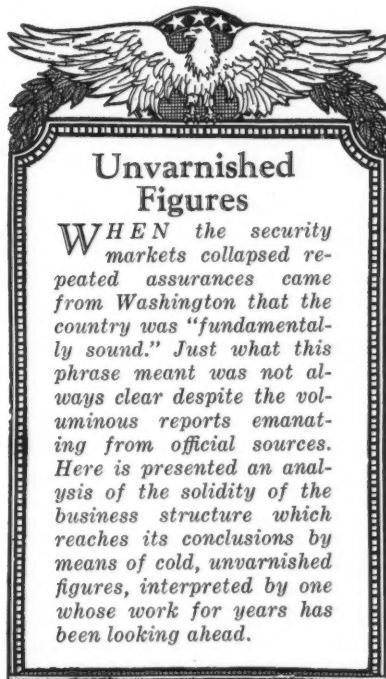 Unvarnished
Figures
WHEN the security
markets collapsed re-
peated assurances came
from Washington that the
country was "fundamental-
ly sound." Just what this
phrase meant was not al-
ways clear despite the vol-
uminous reports emanat-
ing from official sources.
Here is presented an anal-
ysis of the solidity of the
business structure which
reaches its conclusions by
means of cold, unvarnished
figures, interpreted by one
whose work for years has
been looking ahead.